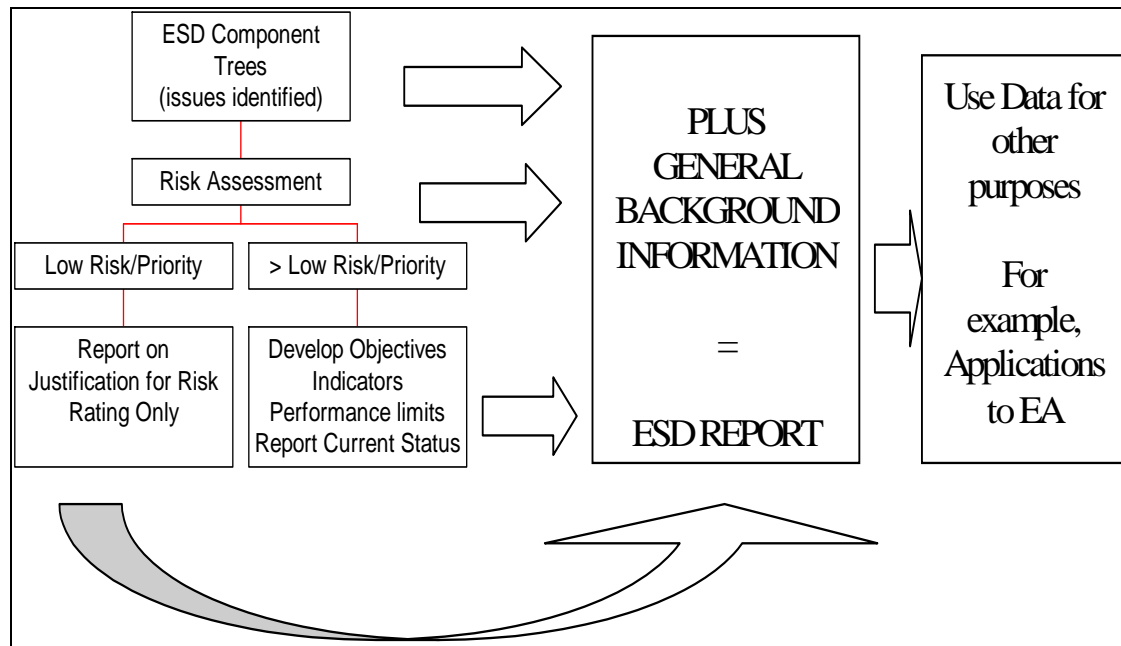 ESD Component
Trees
(issues identified)
Risk Assessment
Low Risk/Priority
> Low Risk/Priority
Report on
Justification for Risk
Rating Only
Develop Objectives
Indicators
Performance limits
Report Current Status
PLUS
GENERAL
BACKGROUND
INFORMATION
=
ESD REPORT
Use Data for
other
purposes
For
example,
Applications
to EA